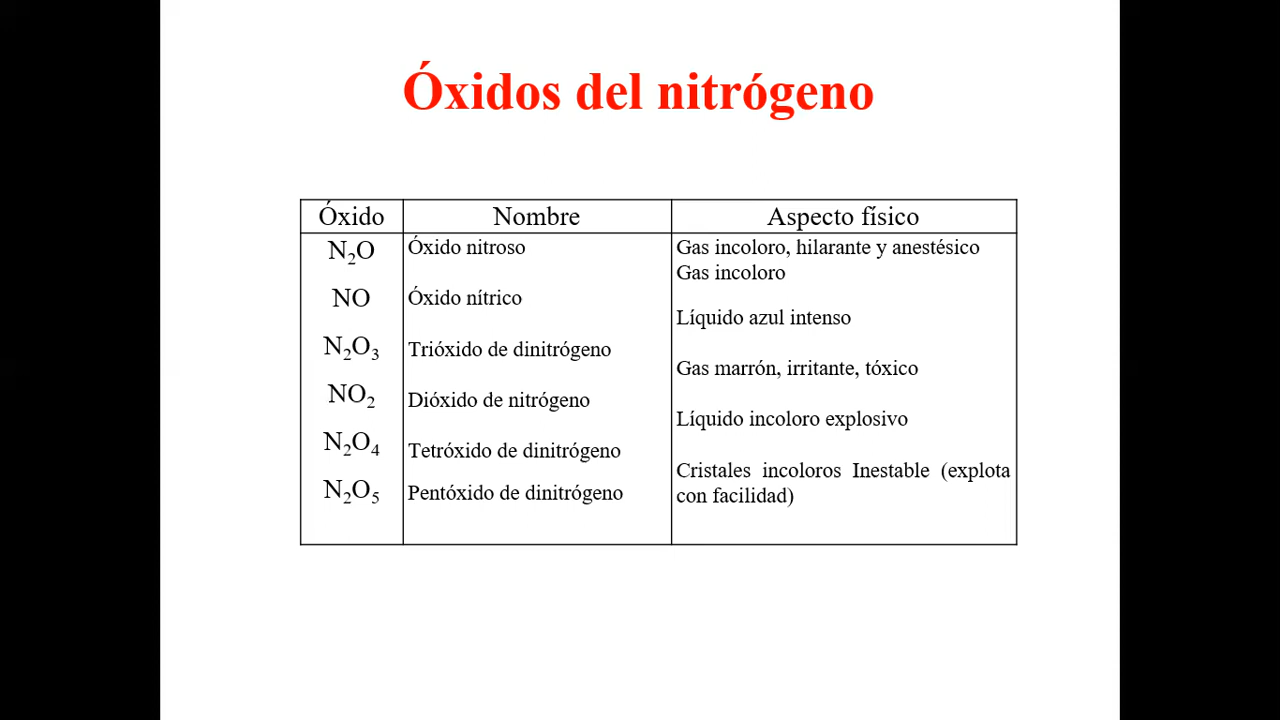 Óxidos del nitrógeno
Óxido Nombre Aspecto físico
N₂O Óxido nitroso Gas incoloro, hilarante y anestésico
Gas incoloro
NO Óxido nítrico
Líquido azul intenso
N₂O₃ Trióxido de dinitrógeno
Gas marrón, irritante, tóxico
NO₂ Dióxido de nitrógeno
Líquido incoloro explosivo
N₂O₄ Tetróxido de dinitrógeno
Cristales incoloros Inestable (explota
N₂O₅ Pentóxido de dinitrógeno
con facilidad)